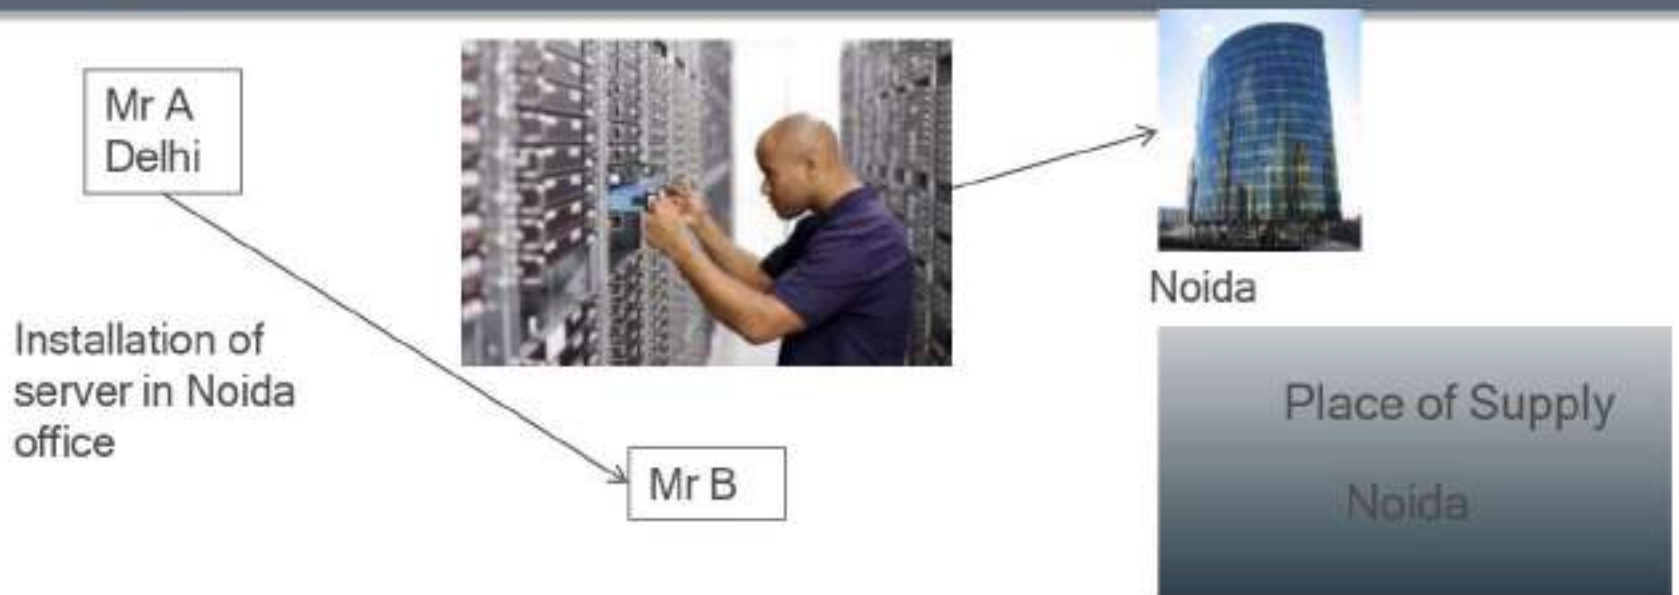 Mr A
Delhi
Installation of
server in Noida
office
Mr B
Noida
Place of Supply
Noida